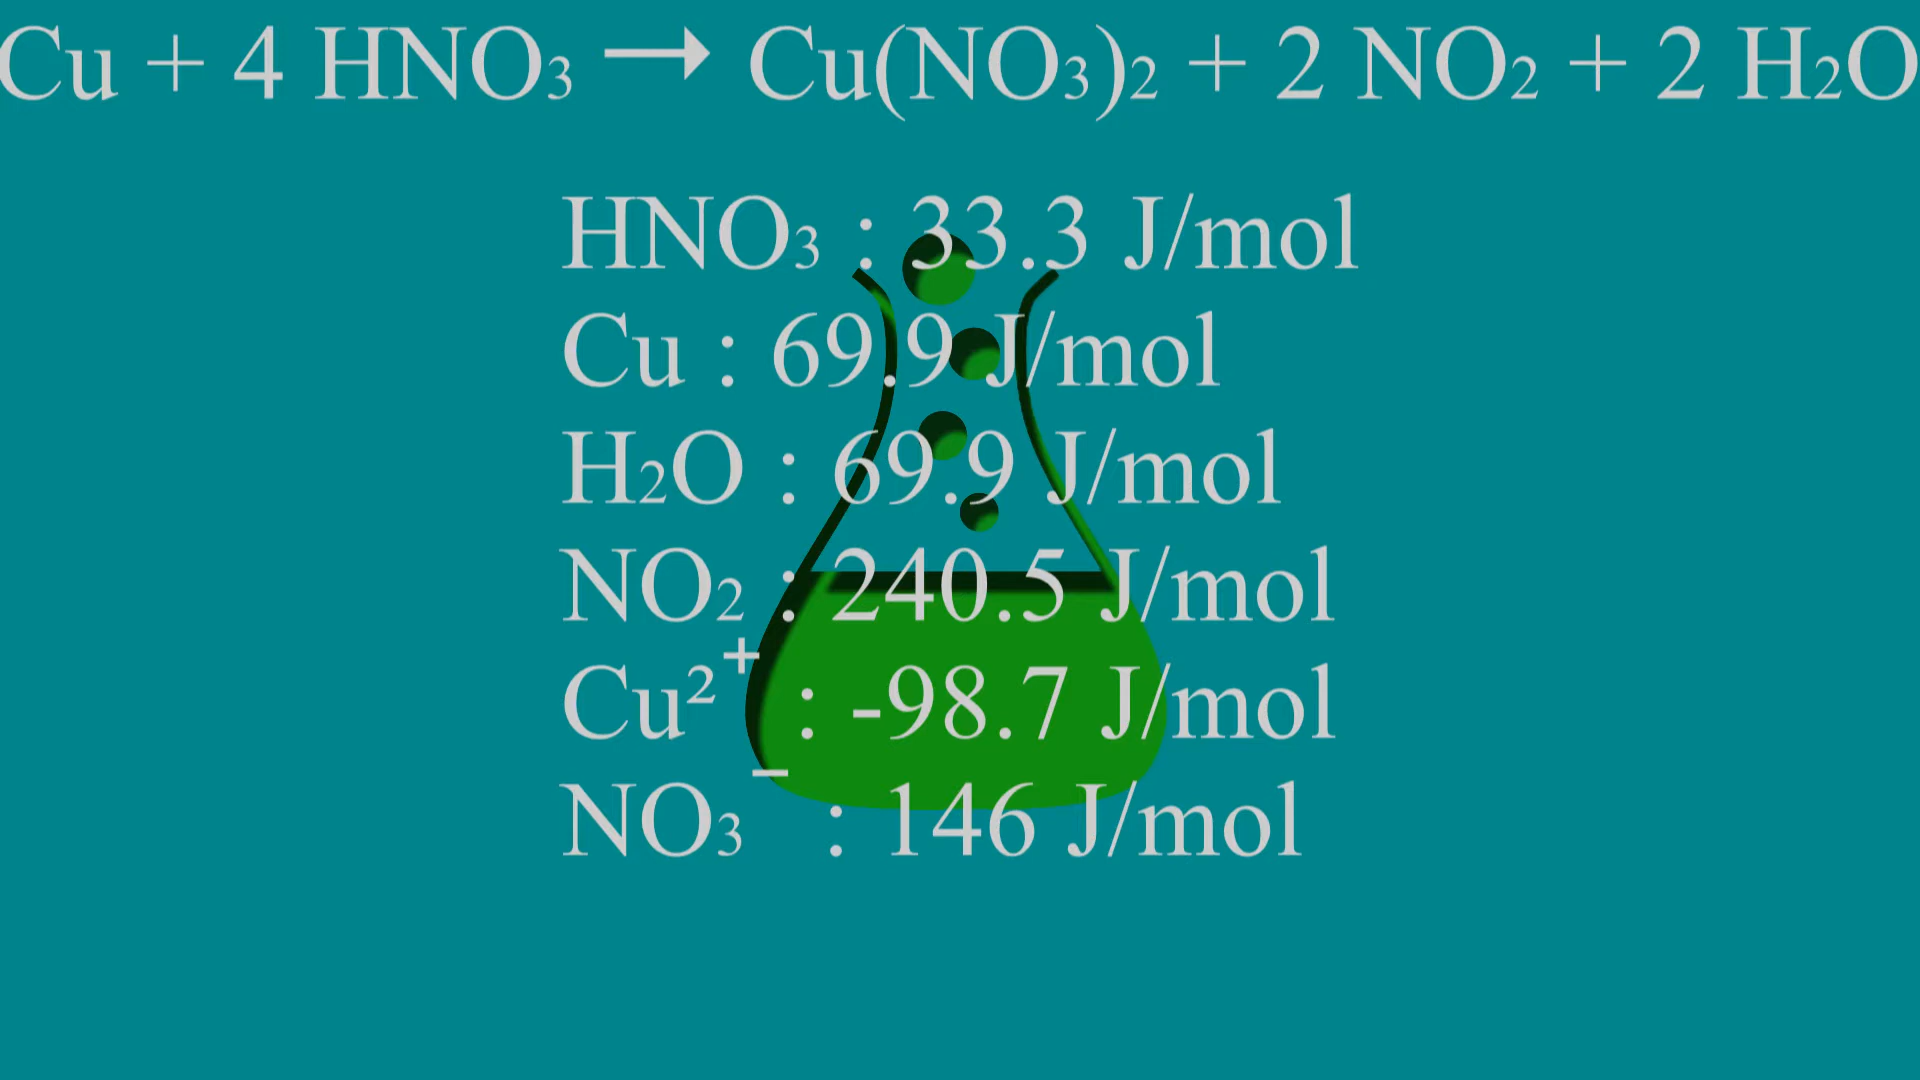 Cu + 4 HNO₃ → Cu(NO₃)₂ + 2 NO₂ + 2 H₂O
HNO₃ : 33.3 J/mol
Cu : 69.9 J/mol
H₂O : 69.9 J/mol
NO₂ : 240.5 J/mol
Cu²⁺ : -98.7 J/mol
NO₃⁻ : 146 J/mol